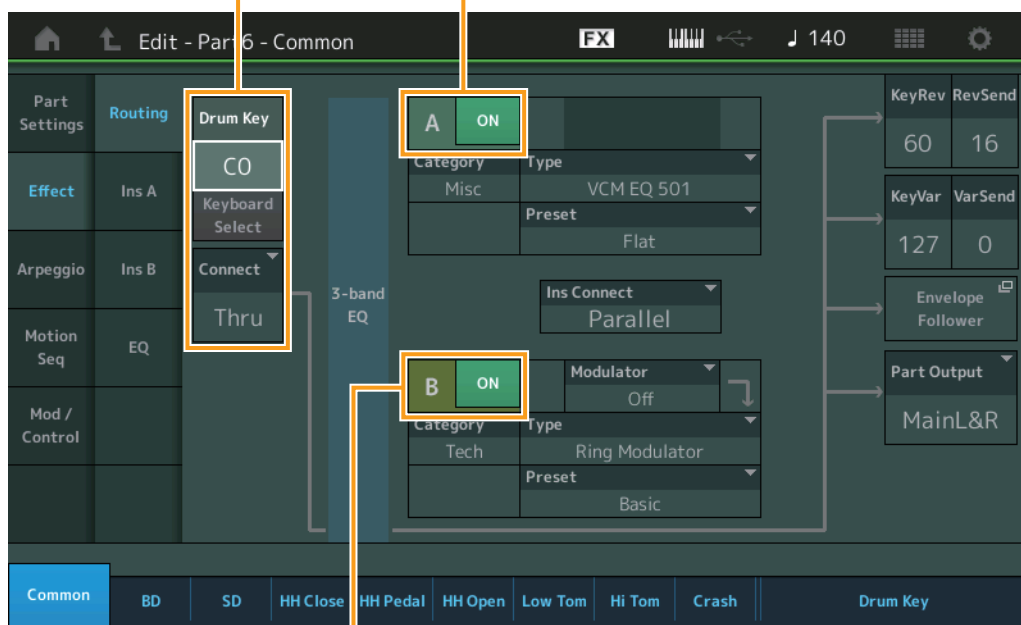 Edit - Part6 - Common
FX
♩ 140
Part Settings
Effect
Arpeggio
Motion Seq
Mod / Control
Routing
Ins A
Ins B
EQ
Drum Key
C0
Keyboard Select
Connect
Thru
3-band EQ
A ON
Category Type
Misc VCM EQ 501
Preset
Flat
Ins Connect
Parallel
B ON
Modulator
Off
Category Type
Tech Ring Modulator
Preset
Basic
KeyRev RevSend
60 16
KeyVar VarSend
127 0
Envelope Follower
Part Output
MainL&R
Common BD SD HH Close HH Pedal HH Open Low Tom Hi Tom Crash Drum Key